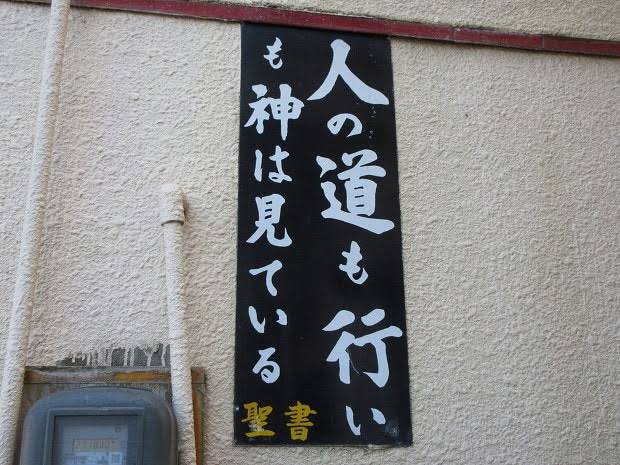 人の道も行い
も神は見ている
聖書